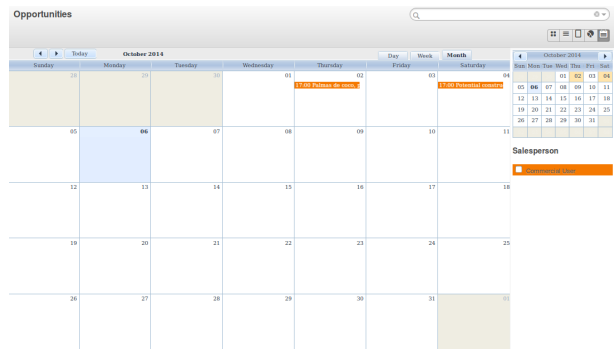 Opportunities
Today October 2014 Day Week Month
Sunday Monday Tuesday Wednesday Thursday Friday Saturday
28 29 30 01 02 03 04
17:00 Palmas de coco, p 17:00 Potential constru
05 06 07 08 09 10 11
12 13 14 15 16 17 18
19 20 21 22 23 24 25
26 27 28 29 30 31 01
October 2014
Sun Mon Tue Wed Thu Fri Sat
01 02 03 04
05 06 07 08 09 10 11
12 13 14 15 16 17 18
19 20 21 22 23 24 25
26 27 28 29 30 31
Salesperson
Commercial User